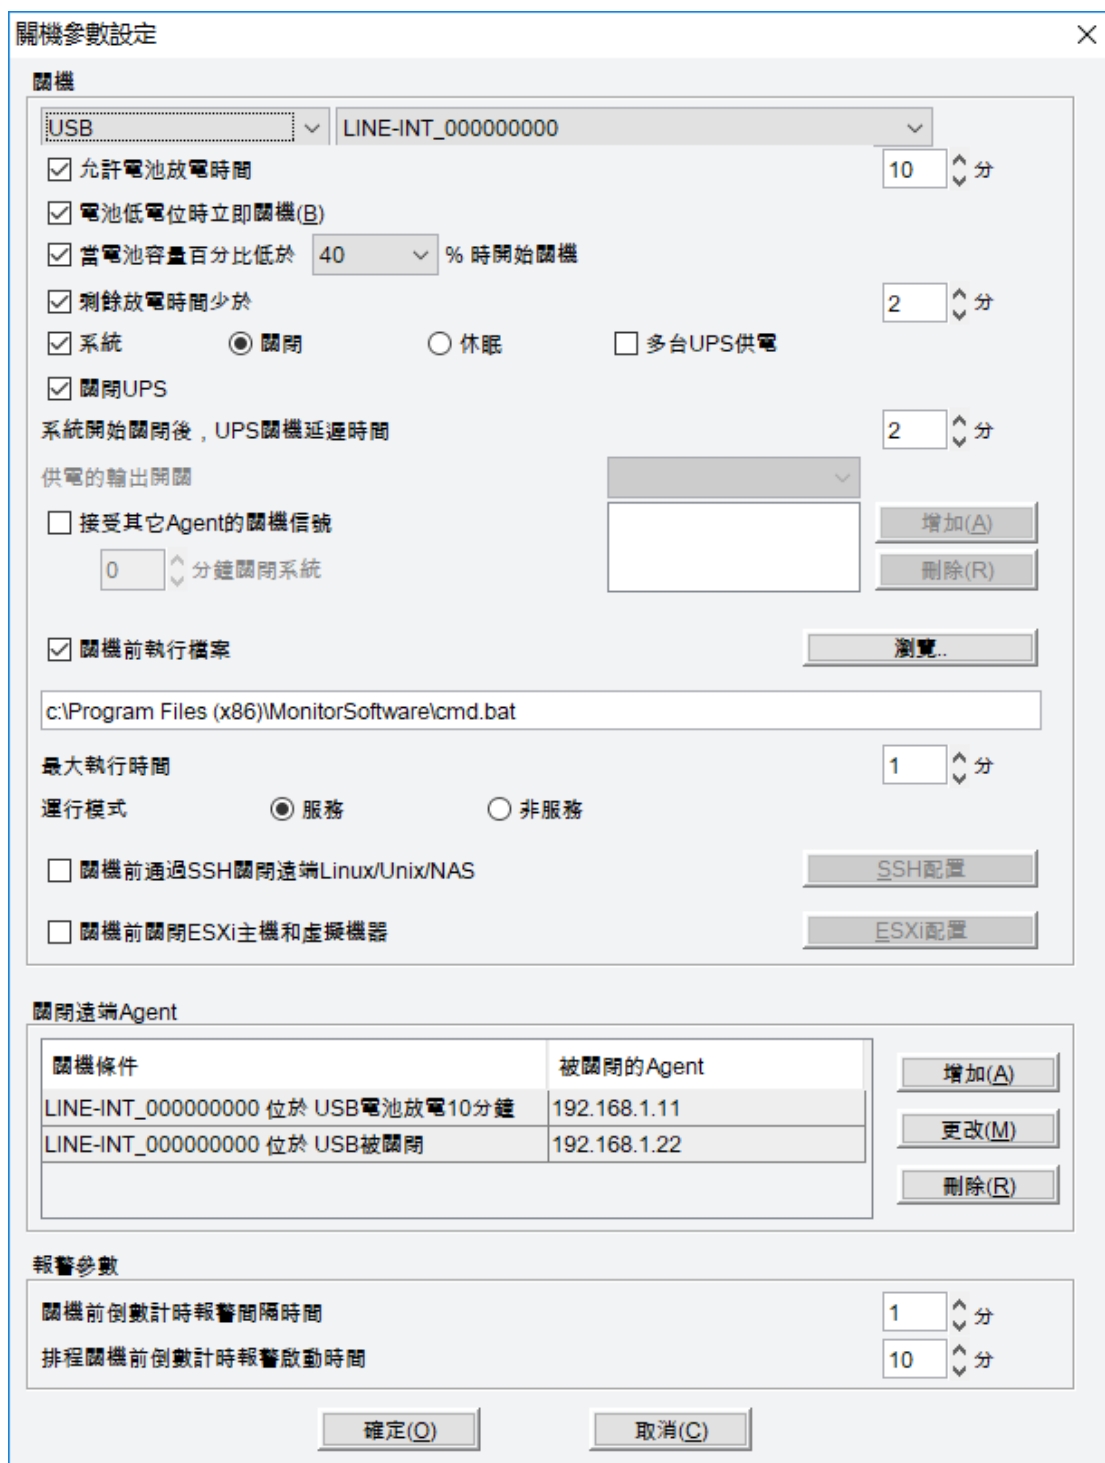 開機參數設定
關機
USB LINE-INT_000000000
允許電池放電時間 10 分
電池低電位時立即關機(B)
當電池容量百分比低於 40 % 時開始關機
剩餘放電時間少於 2 分
系統 關閉 休眠 多台UPS供電
關閉UPS
系統開始關閉後，UPS關機延遲時間 2 分
供電的輸出開關
接受其它Agent的關機信號 增加(A)
0 分鐘關閉系統 刪除(R)
關機前執行檔案 瀏覽..
c:\Program Files (x86)\MonitorSoftware\cmd.bat
最大執行時間 1 分
運行模式 服務 非服務
關機前通過SSH關閉遠端Linux/Unix/NAS SSH配置
關機前關閉ESXi主機和虛擬機器 ESXi配置
關閉遠端Agent
關機條件 被關閉的Agent
增加(A)
LINE-INT_000000000 位於 USB電池放電10分鐘 192.168.1.11
更改(M)
LINE-INT_000000000 位於 USB被關閉 192.168.1.22
刪除(R)
報警參數
關機前倒數計時報警間隔時間 1 分
排程關機前倒數計時報警啟動時間 10 分
確定(O) 取消(C)